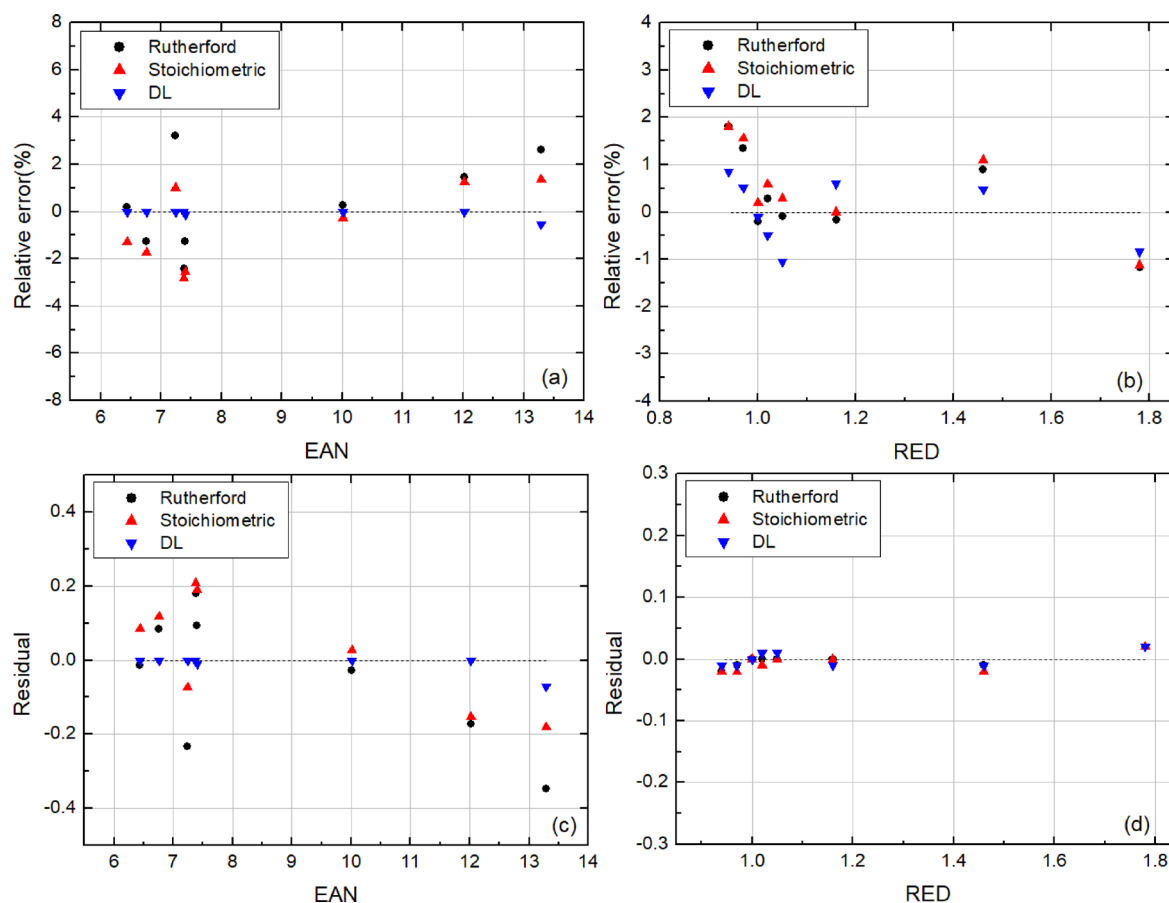 8
6
4
2
0
-2
-4
-6
-8
Relative error(%)
Rutherford
Stoichiometric
DL
(a)
6 7 8 9 10 11 12 13 14
EAN
4
3
2
1
0
-1
-2
-3
-4
Relative error(%)
Rutherford
Stoichiometric
DL
(b)
0.8 1.0 1.2 1.4 1.6 1.8
RED
0.4
0.2
0.0
-0.2
-0.4
Residual
Rutherford
Stoichiometric
DL
(c)
6 7 8 9 10 11 12 13 14
EAN
0.3
0.2
0.1
0.0
-0.1
-0.2
-0.3
Residual
Rutherford
Stoichiometric
DL
(d)
1.0 1.2 1.4 1.6 1.8
RED